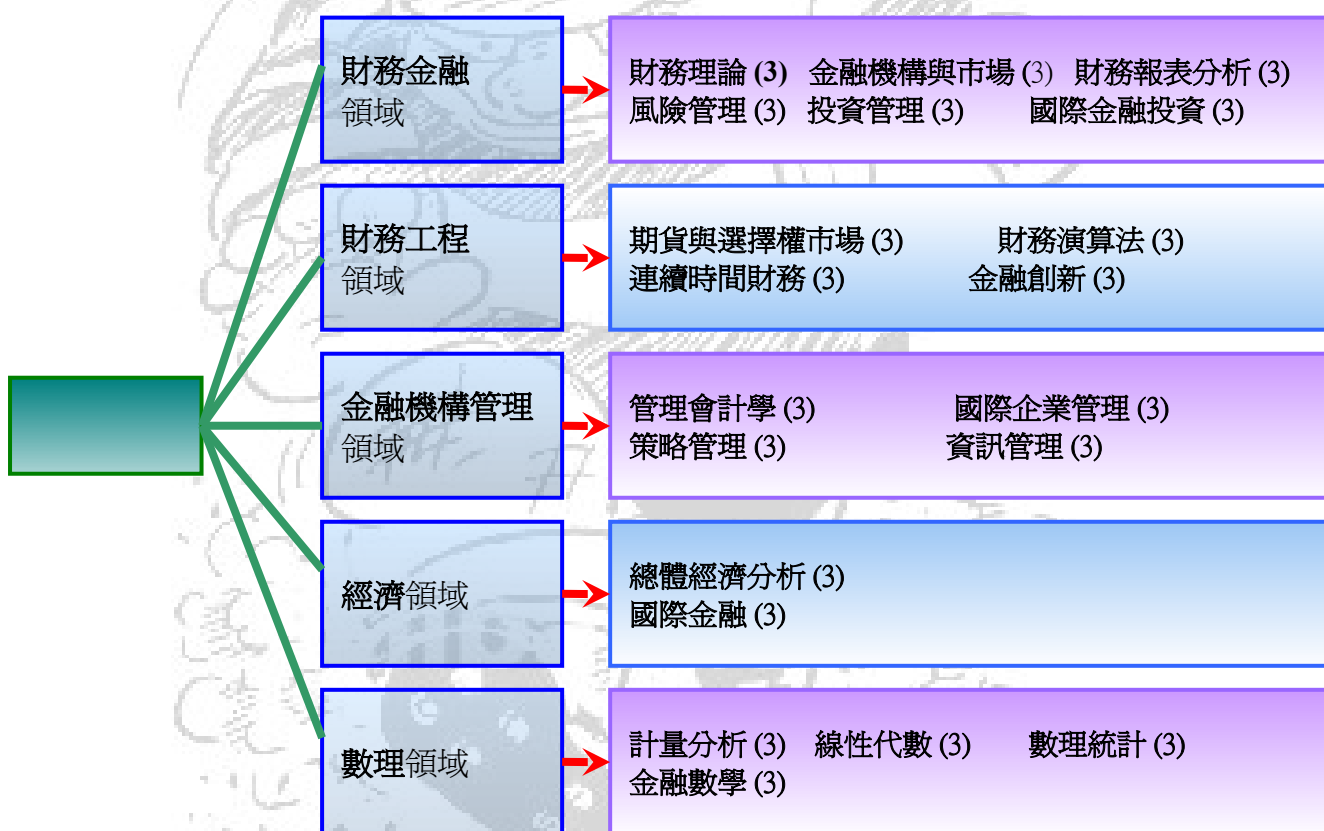 財務金融
領域
財務理論 (3) 金融機構與市場 (3) 財務報表分析 (3)
風險管理 (3) 投資管理 (3) 國際金融投資 (3)
財務工程
領域
期貨與選擇權市場 (3) 財務演算法 (3)
連續時間財務 (3) 金融創新 (3)
金融機構管理
領域
管理會計學 (3) 國際企業管理 (3)
策略管理 (3) 資訊管理 (3)
經濟領域
總體經濟分析 (3)
國際金融 (3)
數理領域
計量分析 (3) 線性代數 (3) 數理統計 (3)
金融數學 (3)